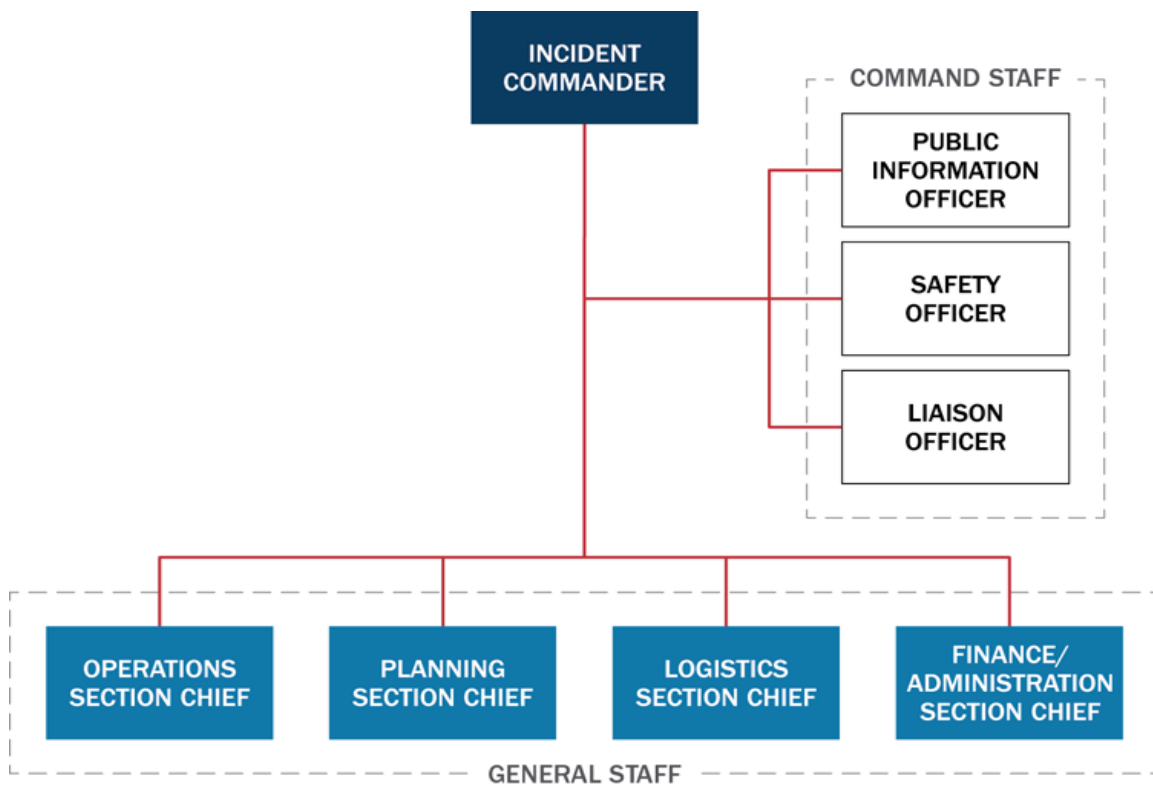 INCIDENT
COMMANDER
COMMAND STAFF
PUBLIC
INFORMATION
OFFICER
SAFETY
OFFICER
LIAISON
OFFICER
OPERATIONS
SECTION CHIEF
PLANNING
SECTION CHIEF
LOGISTICS
SECTION CHIEF
FINANCE/
ADMINISTRATION
SECTION CHIEF
GENERAL STAFF